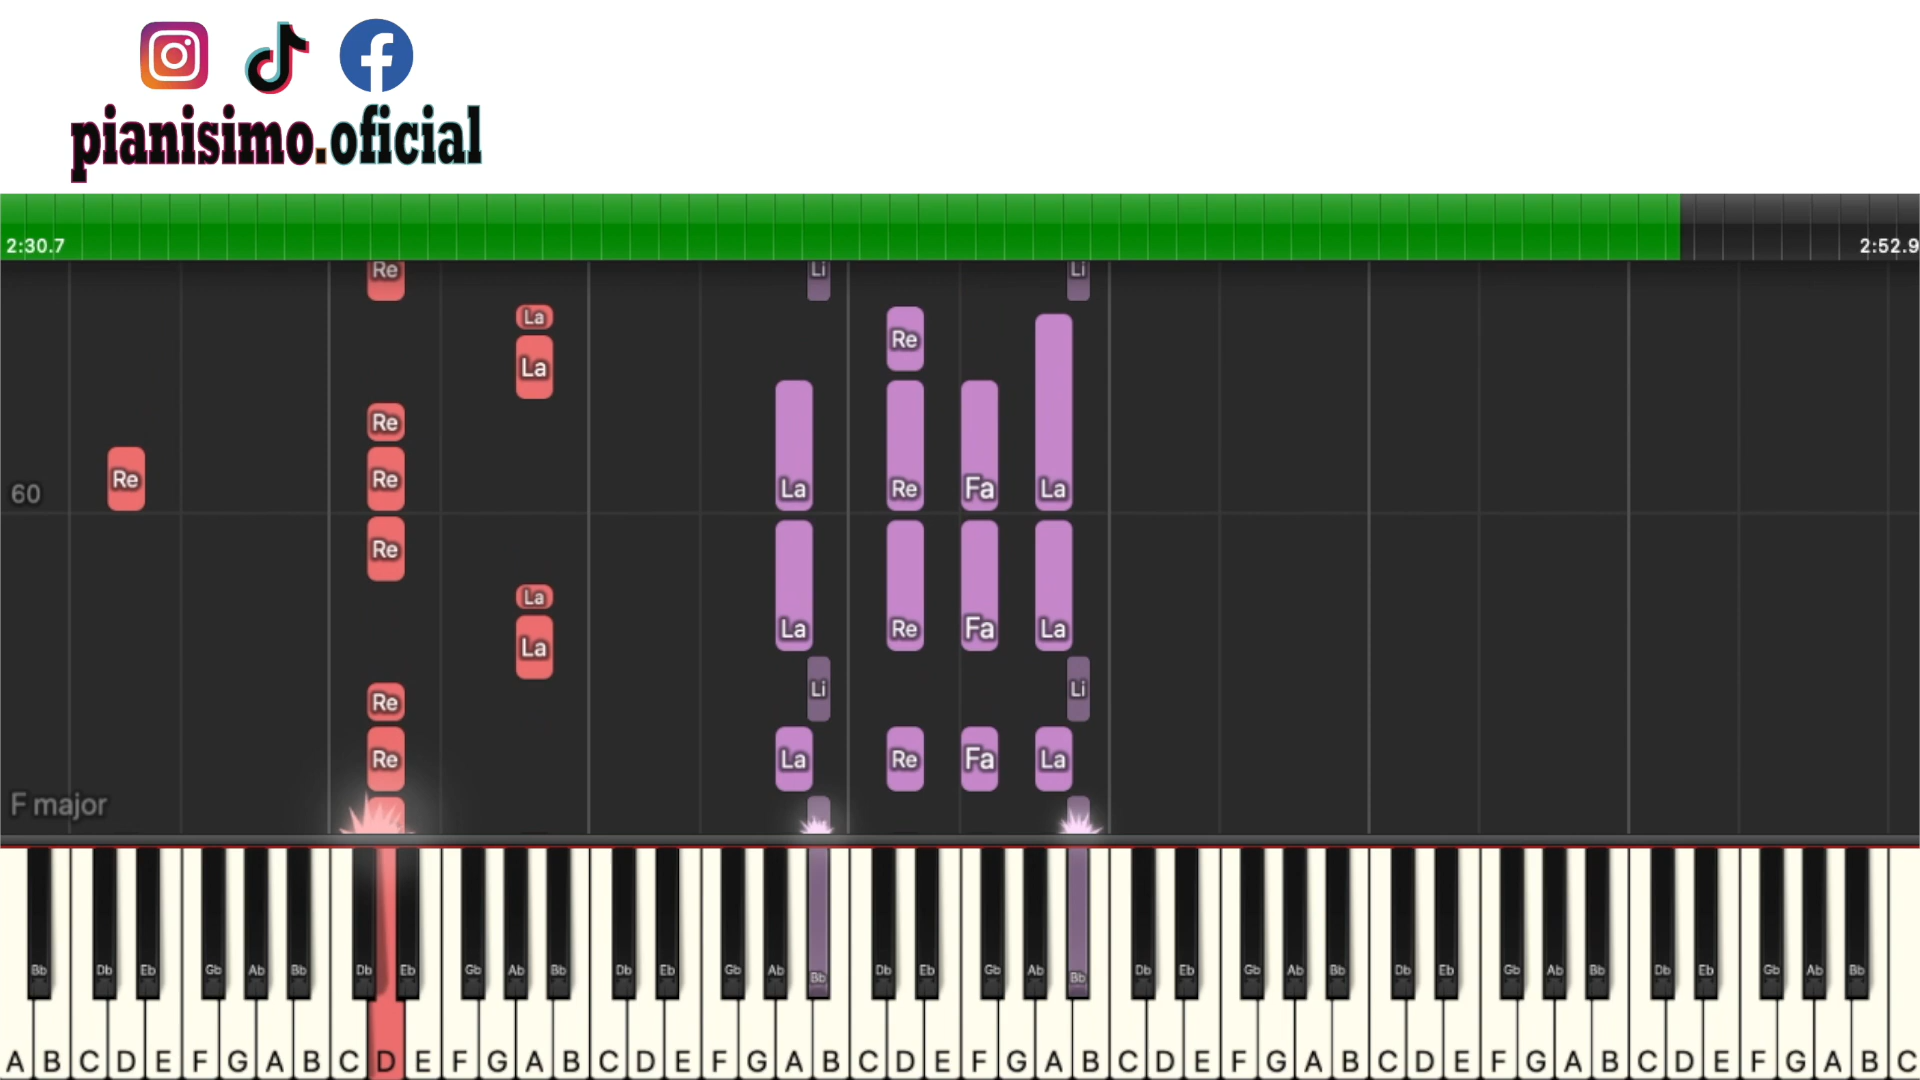 pianisimo.oficial
2:30.7 2:52.9
Re Li Li
La Re
La
Re
Re Re La Re Fa La
60
Re
La
La La Re Fa La
Re Li Li
Re La Re Fa La
F major
Bb Db Eb Gb Ab Bb Db Eb Gb Ab Bb Db Eb Gb Ab Bb Db Eb Gb Ab Bb Db Eb Gb Ab Bb Db Eb Gb Ab Bb Db Eb Gb Ab Bb
A B C D E F G A B C D E F G A B C D E F G A B C D E F G A B C D E F G A B C D E F G A B C D E F G A B C